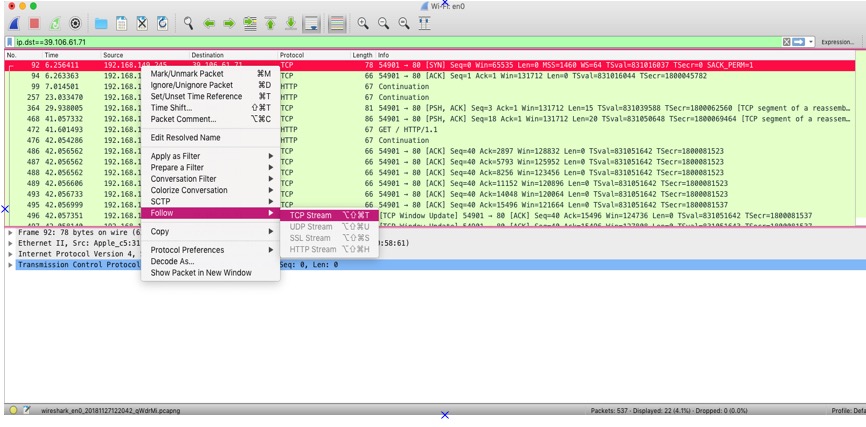 Wi-Fi: en0
ip.dst==39.106.61.71 Expression...
No. Time Source Destination Protocol Length Info
92 6.256411 192.168.149.245 39.106.61.71 TCP 78 54901 → 80 [SYN] Seq=0 Win=65535 Len=0 MSS=1460 WS=64 TSval=831016037 TSecr=0 SACK_PERM=1
94 6.263363 192.168.1 TCP 66 54901 → 80 [ACK] Seq=1 Ack=1 Win=131712 Len=0 TSval=831016044 TSecr=1800045782
99 7.014501 192.168.1 HTTP 67 Continuation
257 23.033470 192.168.1 HTTP 67 Continuation
364 29.938005 192.168.1 TCP 81 54901 → 80 [PSH, ACK] Seq=3 Ack=1 Win=131712 Len=15 TSval=831039588 TSecr=1800062560 [TCP segment of a reassemb...
468 41.057332 192.168.1 TCP 86 54901 → 80 [PSH, ACK] Seq=18 Ack=1 Win=131712 Len=20 TSval=831050648 TSecr=1800069464 [TCP segment of a reassemb...
472 41.601493 192.168.1 HTTP 67 GET / HTTP/1.1
476 42.054286 192.168.1 HTTP 67 Continuation
486 42.056562 192.168.1 TCP 66 54901 → 80 [ACK] Seq=40 Ack=2897 Win=128832 Len=0 TSval=831051642 TSecr=1800081523
487 42.056562 192.168.1 TCP 66 54901 → 80 [ACK] Seq=40 Ack=5793 Win=125952 Len=0 TSval=831051642 TSecr=1800081523
488 42.056562 192.168.1 TCP 66 54901 → 80 [ACK] Seq=40 Ack=8256 Win=123456 Len=0 TSval=831051642 TSecr=1800081523
489 42.056606 192.168.1 TCP 66 54901 → 80 [ACK] Seq=40 Ack=11152 Win=120896 Len=0 TSval=831051642 TSecr=1800081523
493 42.056733 192.168.1 TCP 66 54901 → 80 [ACK] Seq=40 Ack=14048 Win=120064 Len=0 TSval=831051642 TSecr=1800081523
495 42.056999 192.168.1 TCP 66 54901 → 80 [ACK] Seq=40 Ack=15496 Win=121664 Len=0 TSval=831051642 TSecr=1800081537
496 42.057351 192.168.1 [TCP Window Update] 54901 → 80 [ACK] Seq=40 Ack=15496 Win=124736 Len=0 TSval=831051642 TSecr=1800081537
Mark/Unmark Packet ⌘M
Ignore/Unignore Packet ⌘D
Set/Unset Time Reference ⌘T
Time Shift... ⇧⌘T
Packet Comment... ⌥⌘C
Edit Resolved Name
Apply as Filter
Prepare a Filter
Conversation Filter
Colorize Conversation
SCTP
Follow
Copy
Protocol Preferences
Decode As...
Show Packet in New Window
TCP Stream ⌥⇧⌘T
UDP Stream ⌥⇧⌘U
SSL Stream ⌥⇧⌘S
HTTP Stream ⌥⇧⌘H
Frame 92: 78 bytes on wire (6
Ethernet II, Src: Apple_c5:31 0:58:61)
Internet Protocol Version 4,
Transmission Control Protocol Seq: 0, Len: 0
wireshark_en0_20181127122042_qWdrMi.pcapng Packets: 537 · Displayed: 22 (4.1%) · Dropped: 0 (0.0%) Profile: Defa